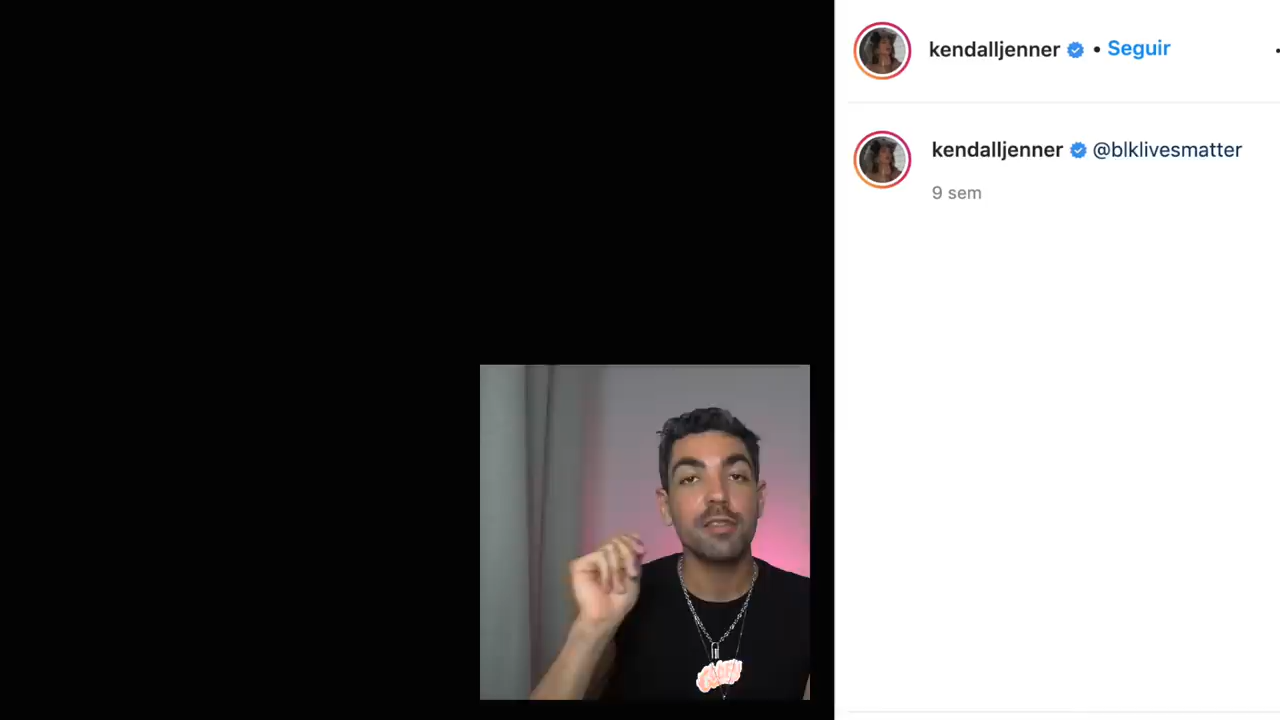 kendalljenner • Seguir
kendalljenner @blklivesmatter
9 sem